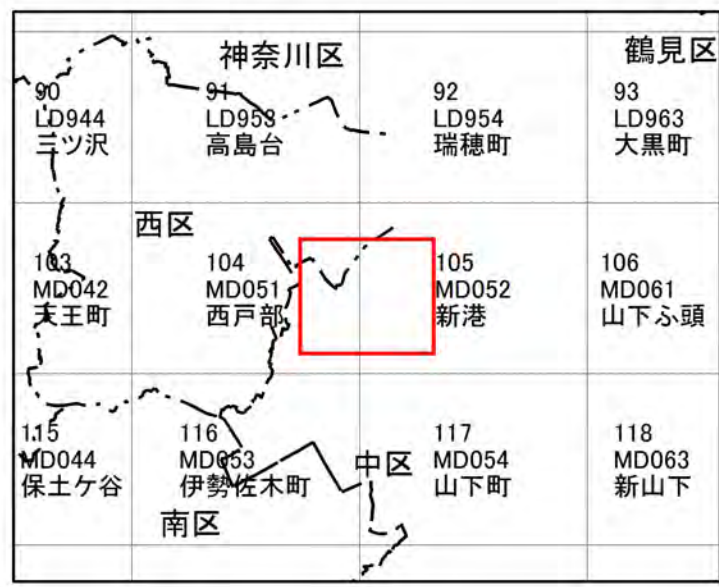 神奈川区
鶴見区
90
LD944
三ツ沢
91
LD953
高島台
92
LD954
瑞穂町
93
LD963
大黒町
西区
103
MD042
天王町
104
MD051
西戸部
105
MD052
新港
106
MD061
山下ふ頭
115
MD044
保土ケ谷
116
MD053
伊勢佐木町
中区
117
MD054
山下町
118
MD063
新山下
南区